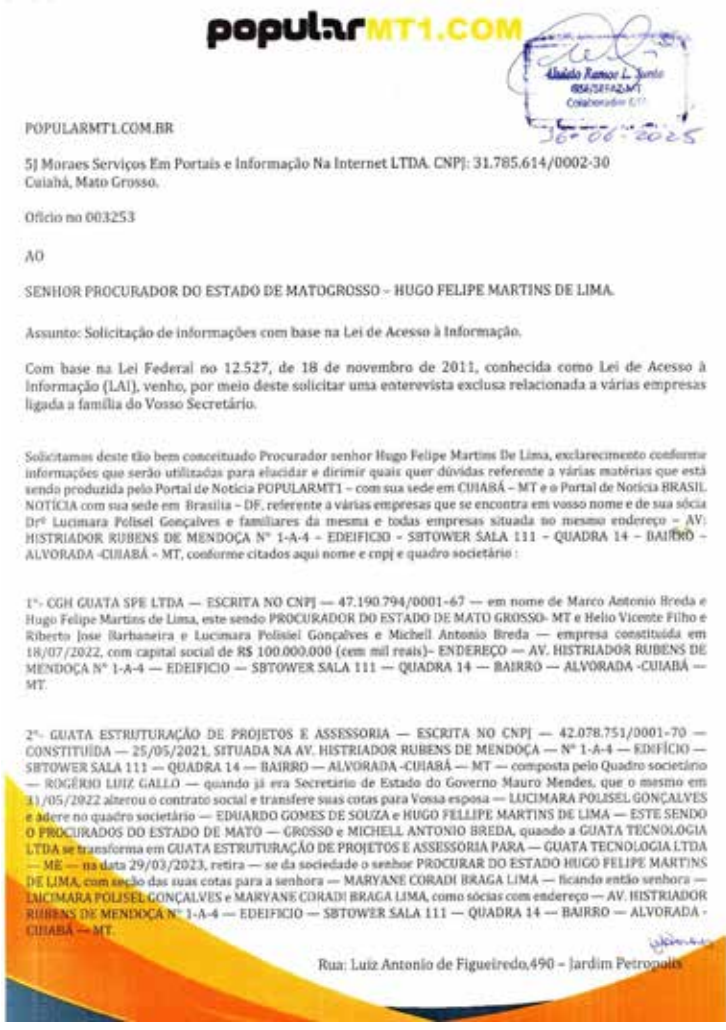 popularMT1.COM
GSE/SEFAZ-MT
Colaborador
16-06-2025
POPULARMT1.COM.BR
5J Moraes Serviços Em Portais e Informação Na Internet LTDA. CNPJ: 31.785.614/0002-30
Cuiabá, Mato Grosso.
Oficio no 003253
AO
SENHOR PROCURADOR DO ESTADO DE MATOGROSSO – HUGO FELIPE MARTINS DE LIMA.
Assunto: Solicitação de informações com base na Lei de Acesso à Informação.
Com base na Lei Federal no 12.527, de 18 de novembro de 2011, conhecida como Lei de Acesso à
Informação (LAI), venho, por meio deste solicitar uma enterevista exclusa relacionada a várias empresas
ligada a família do Vosso Secretário.
Solicitamos deste tão bem conceituado Procurador senhor Hugo Felipe Martins De Lima, exclarecimento conforme
informações que serão utilizadas para elucidar e dirimir quais quer dúvidas referente a várias matérias que está
sendo produzida pelo Portal de Noticia POPULARMT1 – com sua sede em CUIABÁ – MT e o Portal de Notícia BRASIL
NOTÍCIA com sua sede em Brasilia – DF, referente a várias empresas que se encontra em vosso nome e de sua sócia
Drª Lucimara Polisel Gonçalves e familiares da mesma e todas empresas situada no mesmo endereço – AV:
HISTRIADOR RUBENS DE MENDOÇA N° 1-A-4 – EDEIFICIO – SBTOWER SALA 111 – QUADRA 14 – BAIRRO –
ALVORADA -CUIABÁ – MT, conforme citados aqui nome e cnpj e quadro societário :
1°- CGH GUATA SPE LTDA — ESCRITA NO CNPJ — 47.190.794/0001-67 — em nome de Marco Antonio Breda e
Hugo Felipe Martins de Lima, este sendo PROCURADOR DO ESTADO DE MATO GROSSO- MT e Helio Vicente Filho e
Riberto Jose Barbaneira e Lucimara Polisiel Gonçalves e Michell Antonio Breda — empresa constituída em
18/07/2022, com capital social de R$ 100.000,000 (cem mil reais)– ENDEREÇO — AV. HISTRIADOR RUBENS DE
MENDOÇA N° 1-A-4 — EDEIFICIO — SBTOWER SALA 111 — QUADRA 14 — BAIRRO — ALVORADA -CUIABÁ —
MT.
2°- GUATA ESTRUTURAÇÃO DE PROJETOS E ASSESSORIA — ESCRITA NO CNPJ — 42.078.751/0001-70 —
CONSTITUÍDA — 25/05/2021, SITUADA NA AV. HISTRIADOR RUBENS DE MENDOÇA — N° 1-A-4 — EDIFÍCIO —
SBTOWER SALA 111 — QUADRA 14 — BAIRRO — ALVORADA -CUIABÁ — MT — composta pelo Quadro societário
— ROGÉRIO LUIZ GALLO — quando já era Secretário de Estado do Governo Mauro Mendes, que o mesmo em
31/05/2022 alterou o contrato social e transfere suas cotas para Vossa esposa — LUCIMARA POLISEL GONÇALVES
e adere no quadro societário — EDUARDO GOMES DE SOUZA e HUGO FELLIPE MARTINS DE LIMA — ESTE SENDO
O PROCURADOS DO ESTADO DE MATO — GROSSO e MICHELL ANTONIO BREDA, quando a GUATA TECNOLOGIA
LTDA se transforma em GUATA ESTRUTURAÇÃO DE PROJETOS E ASSESSORIA PARA — GUATA TECNOLOGIA LTDA
— ME — na data 29/03/2023, retira — se da sociedade o senhor PROCURAR DO ESTADO HUGO FELIPE MARTINS
DE LIMA, com seção das suas cotas para a senhora — MARYANE CORADI BRAGA LIMA — ficando então senhora —
LUCIMARA POLISEL GONÇALVES e MARYANE CORADI BRAGA LIMA, como sócias com endereço — AV. HISTRIADOR
RUBENS DE MENDOÇA N° 1-A-4 — EDEIFICIO — SBTOWER SALA 111 — QUADRA 14 — BAIRRO — ALVORADA -
CUIABÁ — MT.
Rua: Luiz Antonio de Figueiredo,490 – Jardim Petropolis